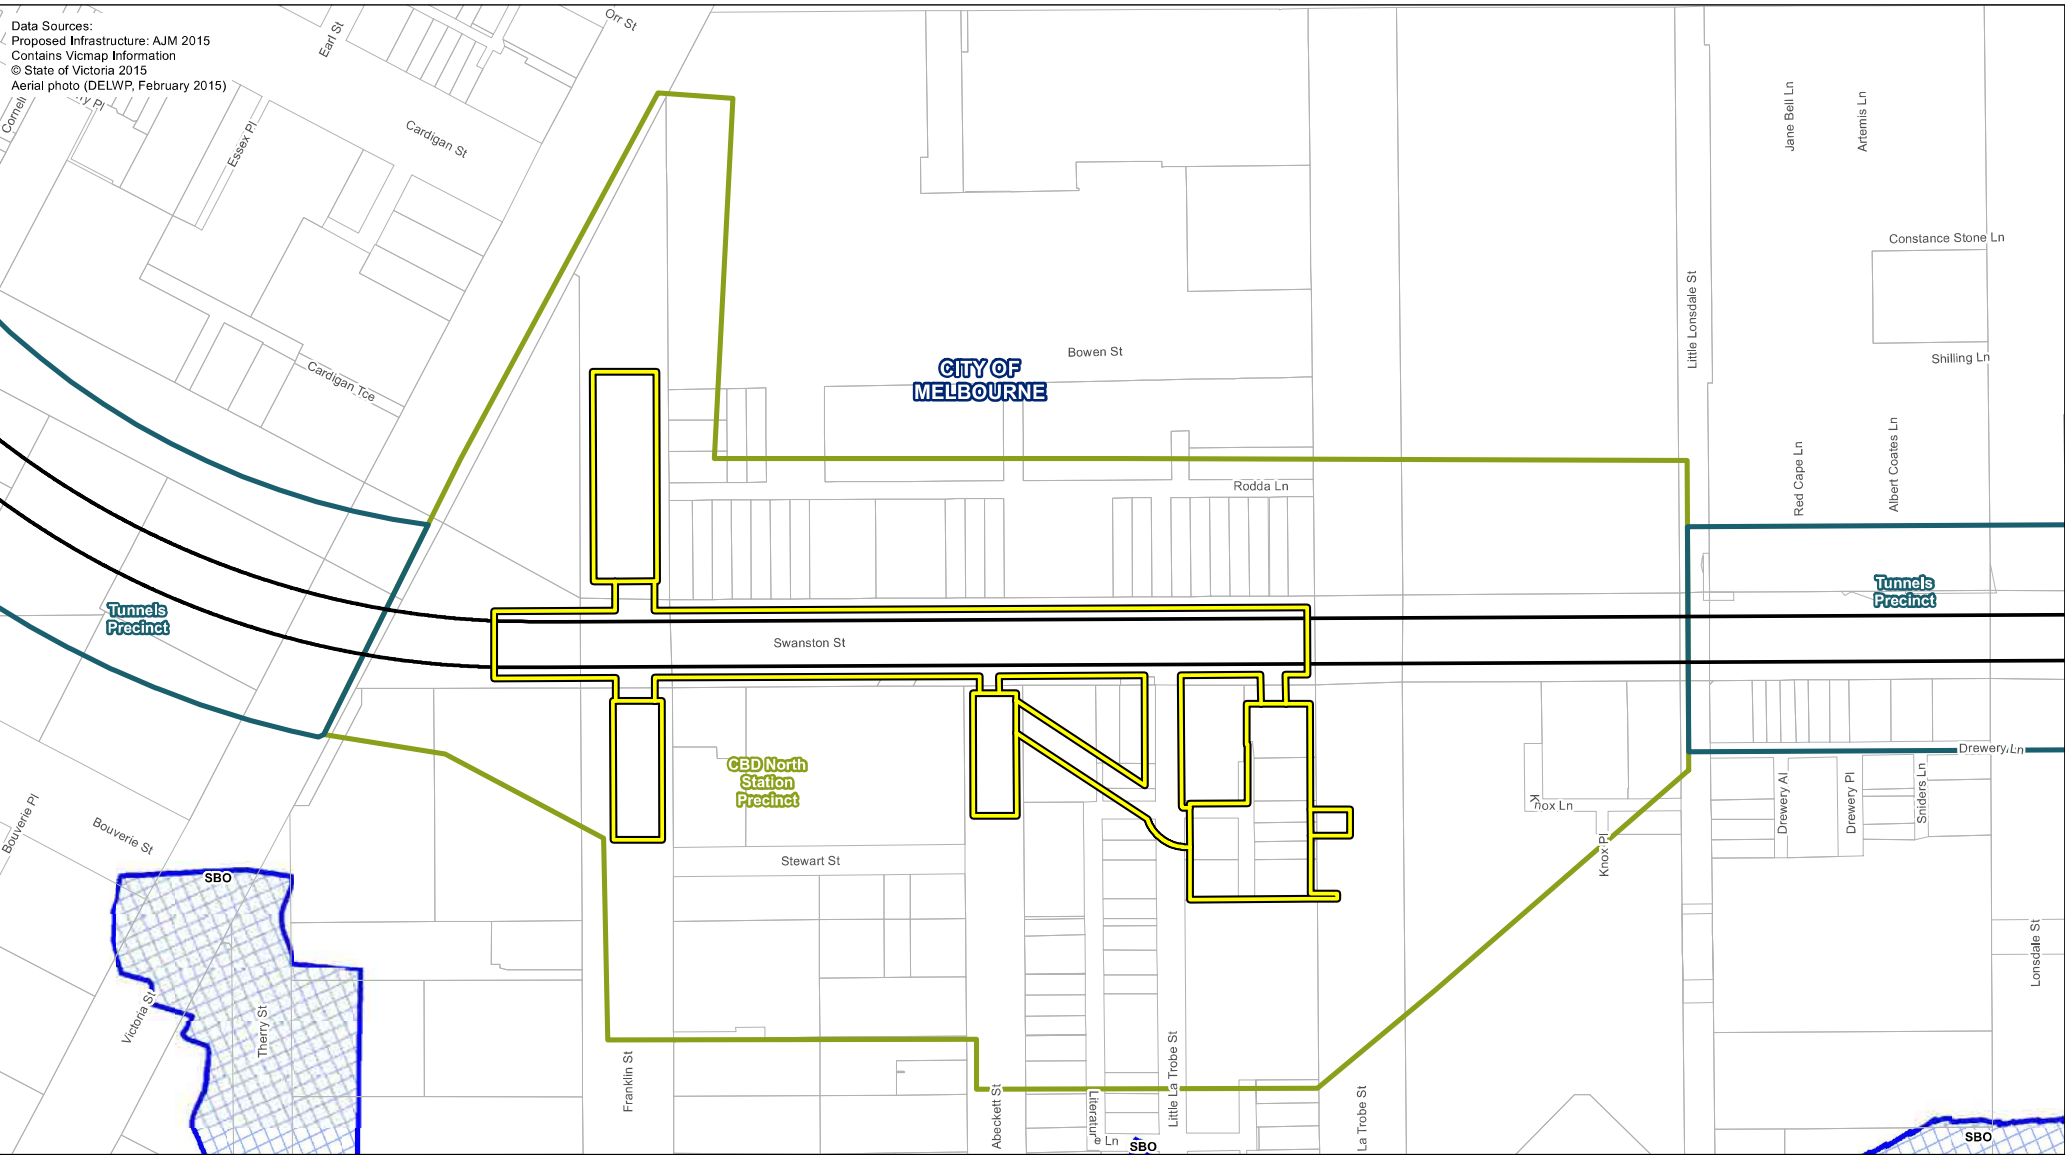 Data Sources:
Proposed Infrastructure: AJM 2015
Contains Vicmap Information
© State of Victoria 2015
Aerial photo (DELWP, February 2015)
Earl St
Orr St
Essex Pl
Cardigan St
Jane Bell Ln
Artemis Ln
Constance Stone Ln
Little Lonsdale St
Shilling Ln
Bowen St
CITY OF
MELBOURNE
Cardigan Tce
Red Cape Ln
Albert Coates Ln
Rodda Ln
Tunnels
Precinct
Tunnels
Precinct
Swanston St
CBD North
Station
Precinct
Drewery Ln
Knox Ln
Drewery Al
Drewery Pl
Sniders Ln
Bouverie Pl
Bouverie St
Stewart St
Knox Pl
SBO
Victoria St
Therry St
Lonsdale St
Franklin St
Abeckett St
Literature Ln
Little La Trobe St
La Trobe St
SBO
SBO